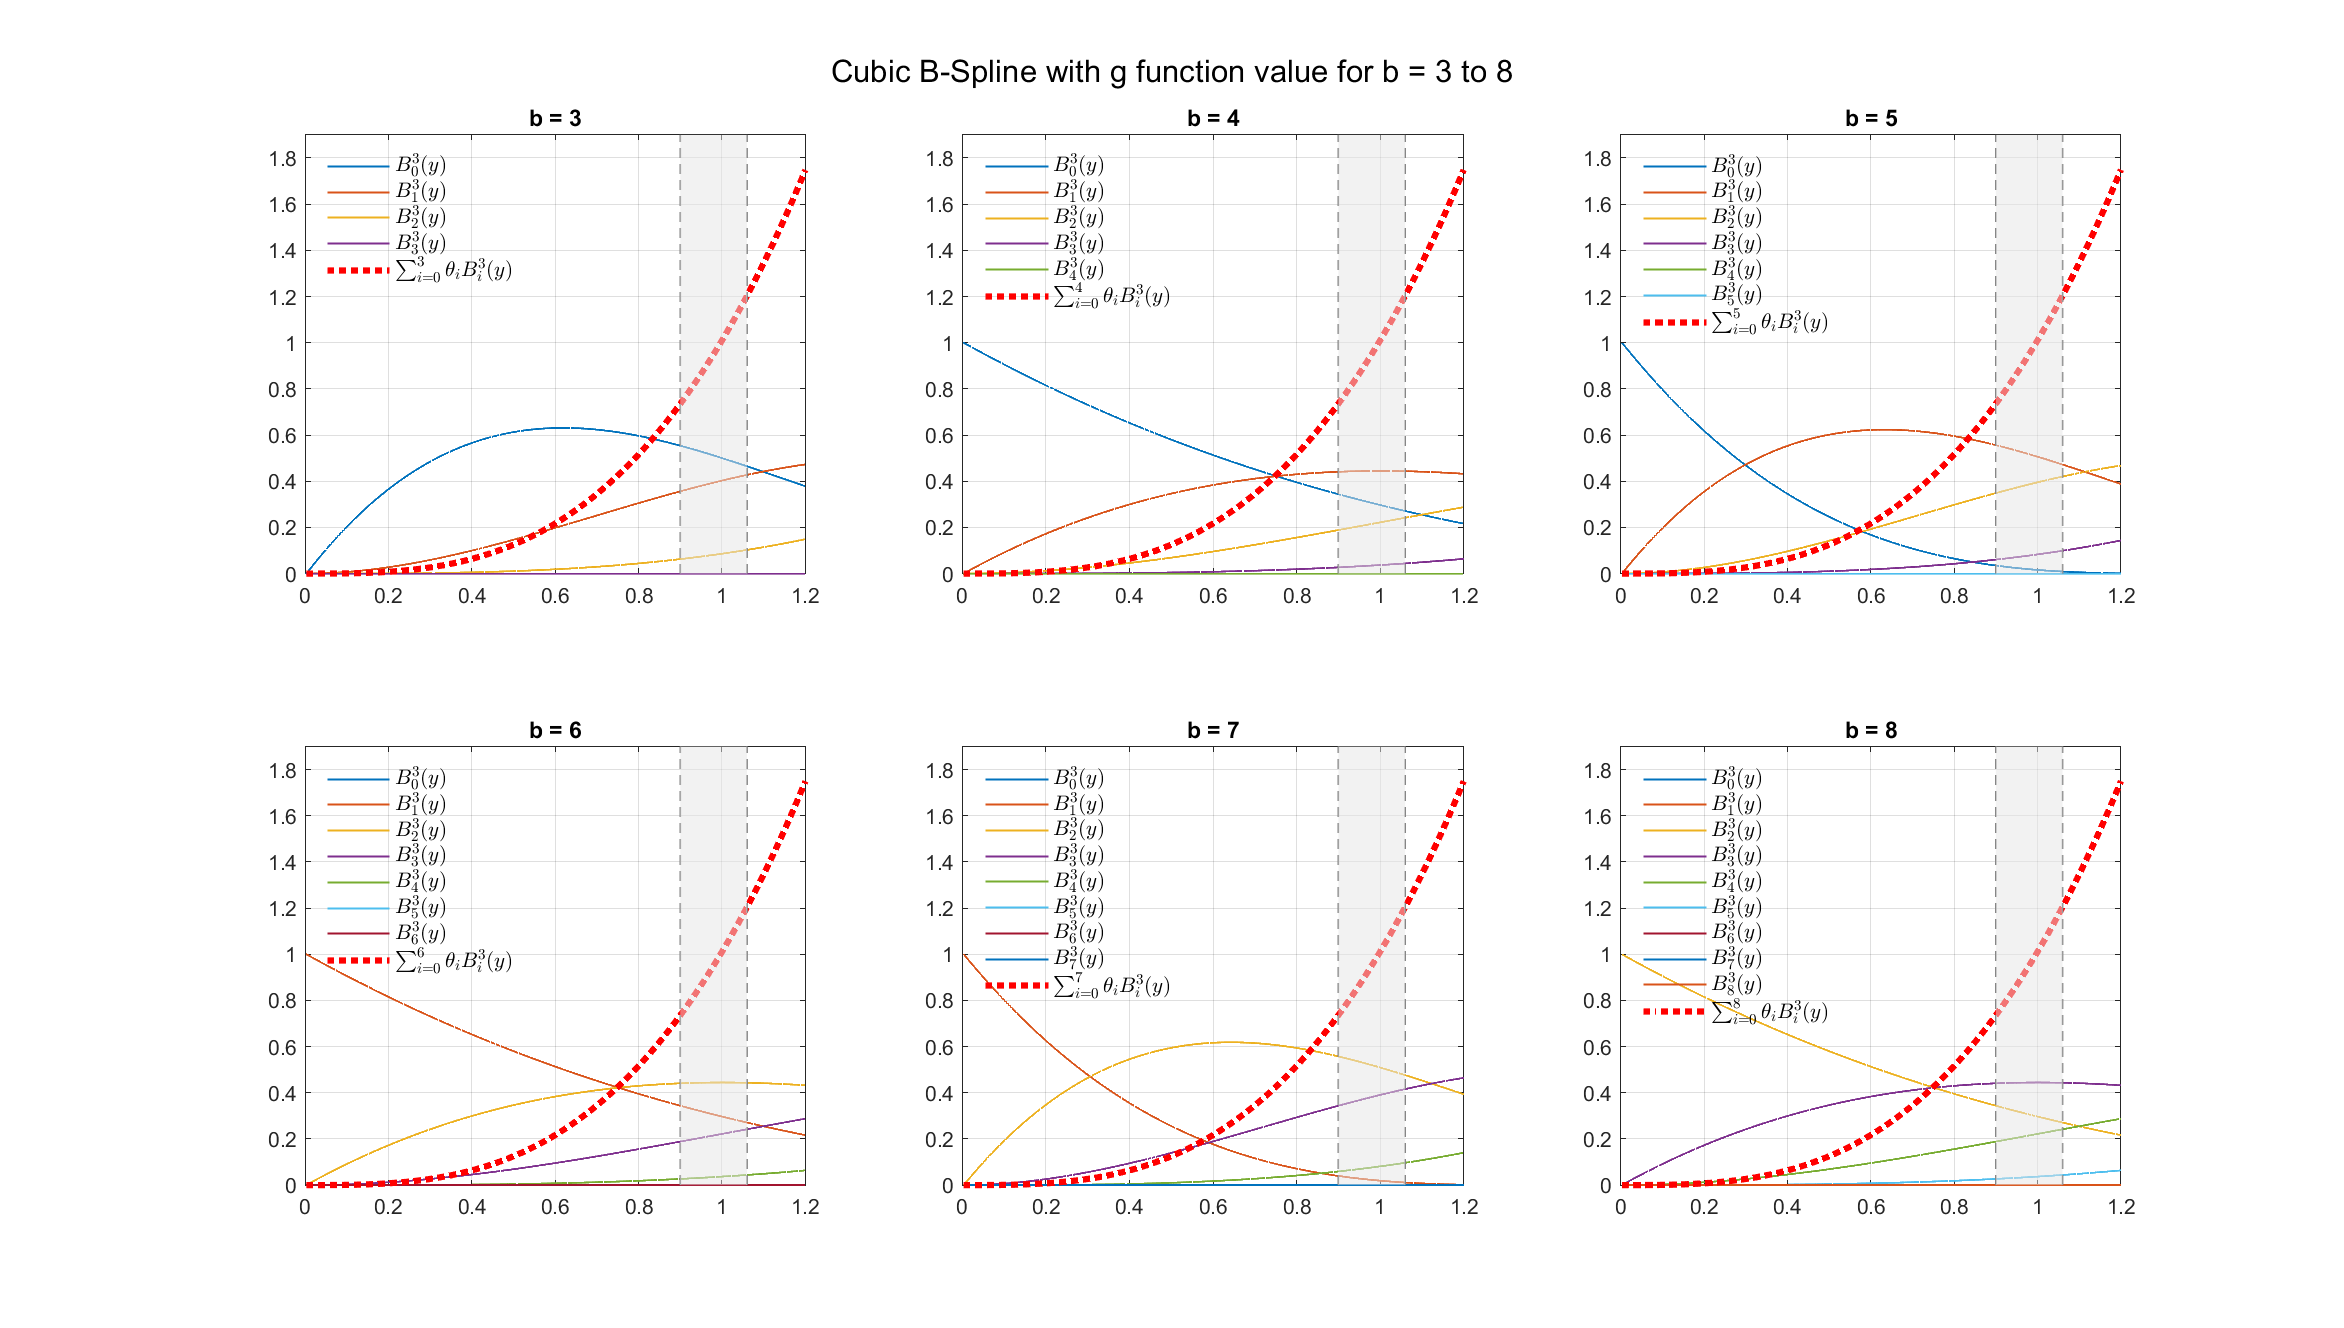 Cubic B-Spline with g function value for b = 3 to 8
b = 3
1.8
1.6
1.4
1.2
1
0.8
0.6
0.4
0.2
0
0 0.2 0.4 0.6 0.8 1 1.2
B_0^3(y)
B_1^3(y)
B_2^3(y)
B_3^3(y)
∑_{i=0}^3 θ_i B_i^3(y)
b = 4
1.8
1.6
1.4
1.2
1
0.8
0.6
0.4
0.2
0
0 0.2 0.4 0.6 0.8 1 1.2
B_0^3(y)
B_1^3(y)
B_2^3(y)
B_3^3(y)
B_4^3(y)
∑_{i=0}^4 θ_i B_i^3(y)
b = 5
1.8
1.6
1.4
1.2
1
0.8
0.6
0.4
0.2
0
0 0.2 0.4 0.6 0.8 1 1.2
B_0^3(y)
B_1^3(y)
B_2^3(y)
B_3^3(y)
B_4^3(y)
B_5^3(y)
∑_{i=0}^5 θ_i B_i^3(y)
b = 6
1.8
1.6
1.4
1.2
1
0.8
0.6
0.4
0.2
0
0 0.2 0.4 0.6 0.8 1 1.2
B_0^3(y)
B_1^3(y)
B_2^3(y)
B_3^3(y)
B_4^3(y)
B_5^3(y)
B_6^3(y)
∑_{i=0}^6 θ_i B_i^3(y)
b = 7
1.8
1.6
1.4
1.2
1
0.8
0.6
0.4
0.2
0
0 0.2 0.4 0.6 0.8 1 1.2
B_0^3(y)
B_1^3(y)
B_2^3(y)
B_3^3(y)
B_4^3(y)
B_5^3(y)
B_6^3(y)
B_7^3(y)
∑_{i=0}^7 θ_i B_i^3(y)
b = 8
1.8
1.6
1.4
1.2
1
0.8
0.6
0.4
0.2
0
0 0.2 0.4 0.6 0.8 1 1.2
B_0^3(y)
B_1^3(y)
B_2^3(y)
B_3^3(y)
B_4^3(y)
B_5^3(y)
B_6^3(y)
B_7^3(y)
B_8^3(y)
∑_{i=0}^8 θ_i B_i^3(y)